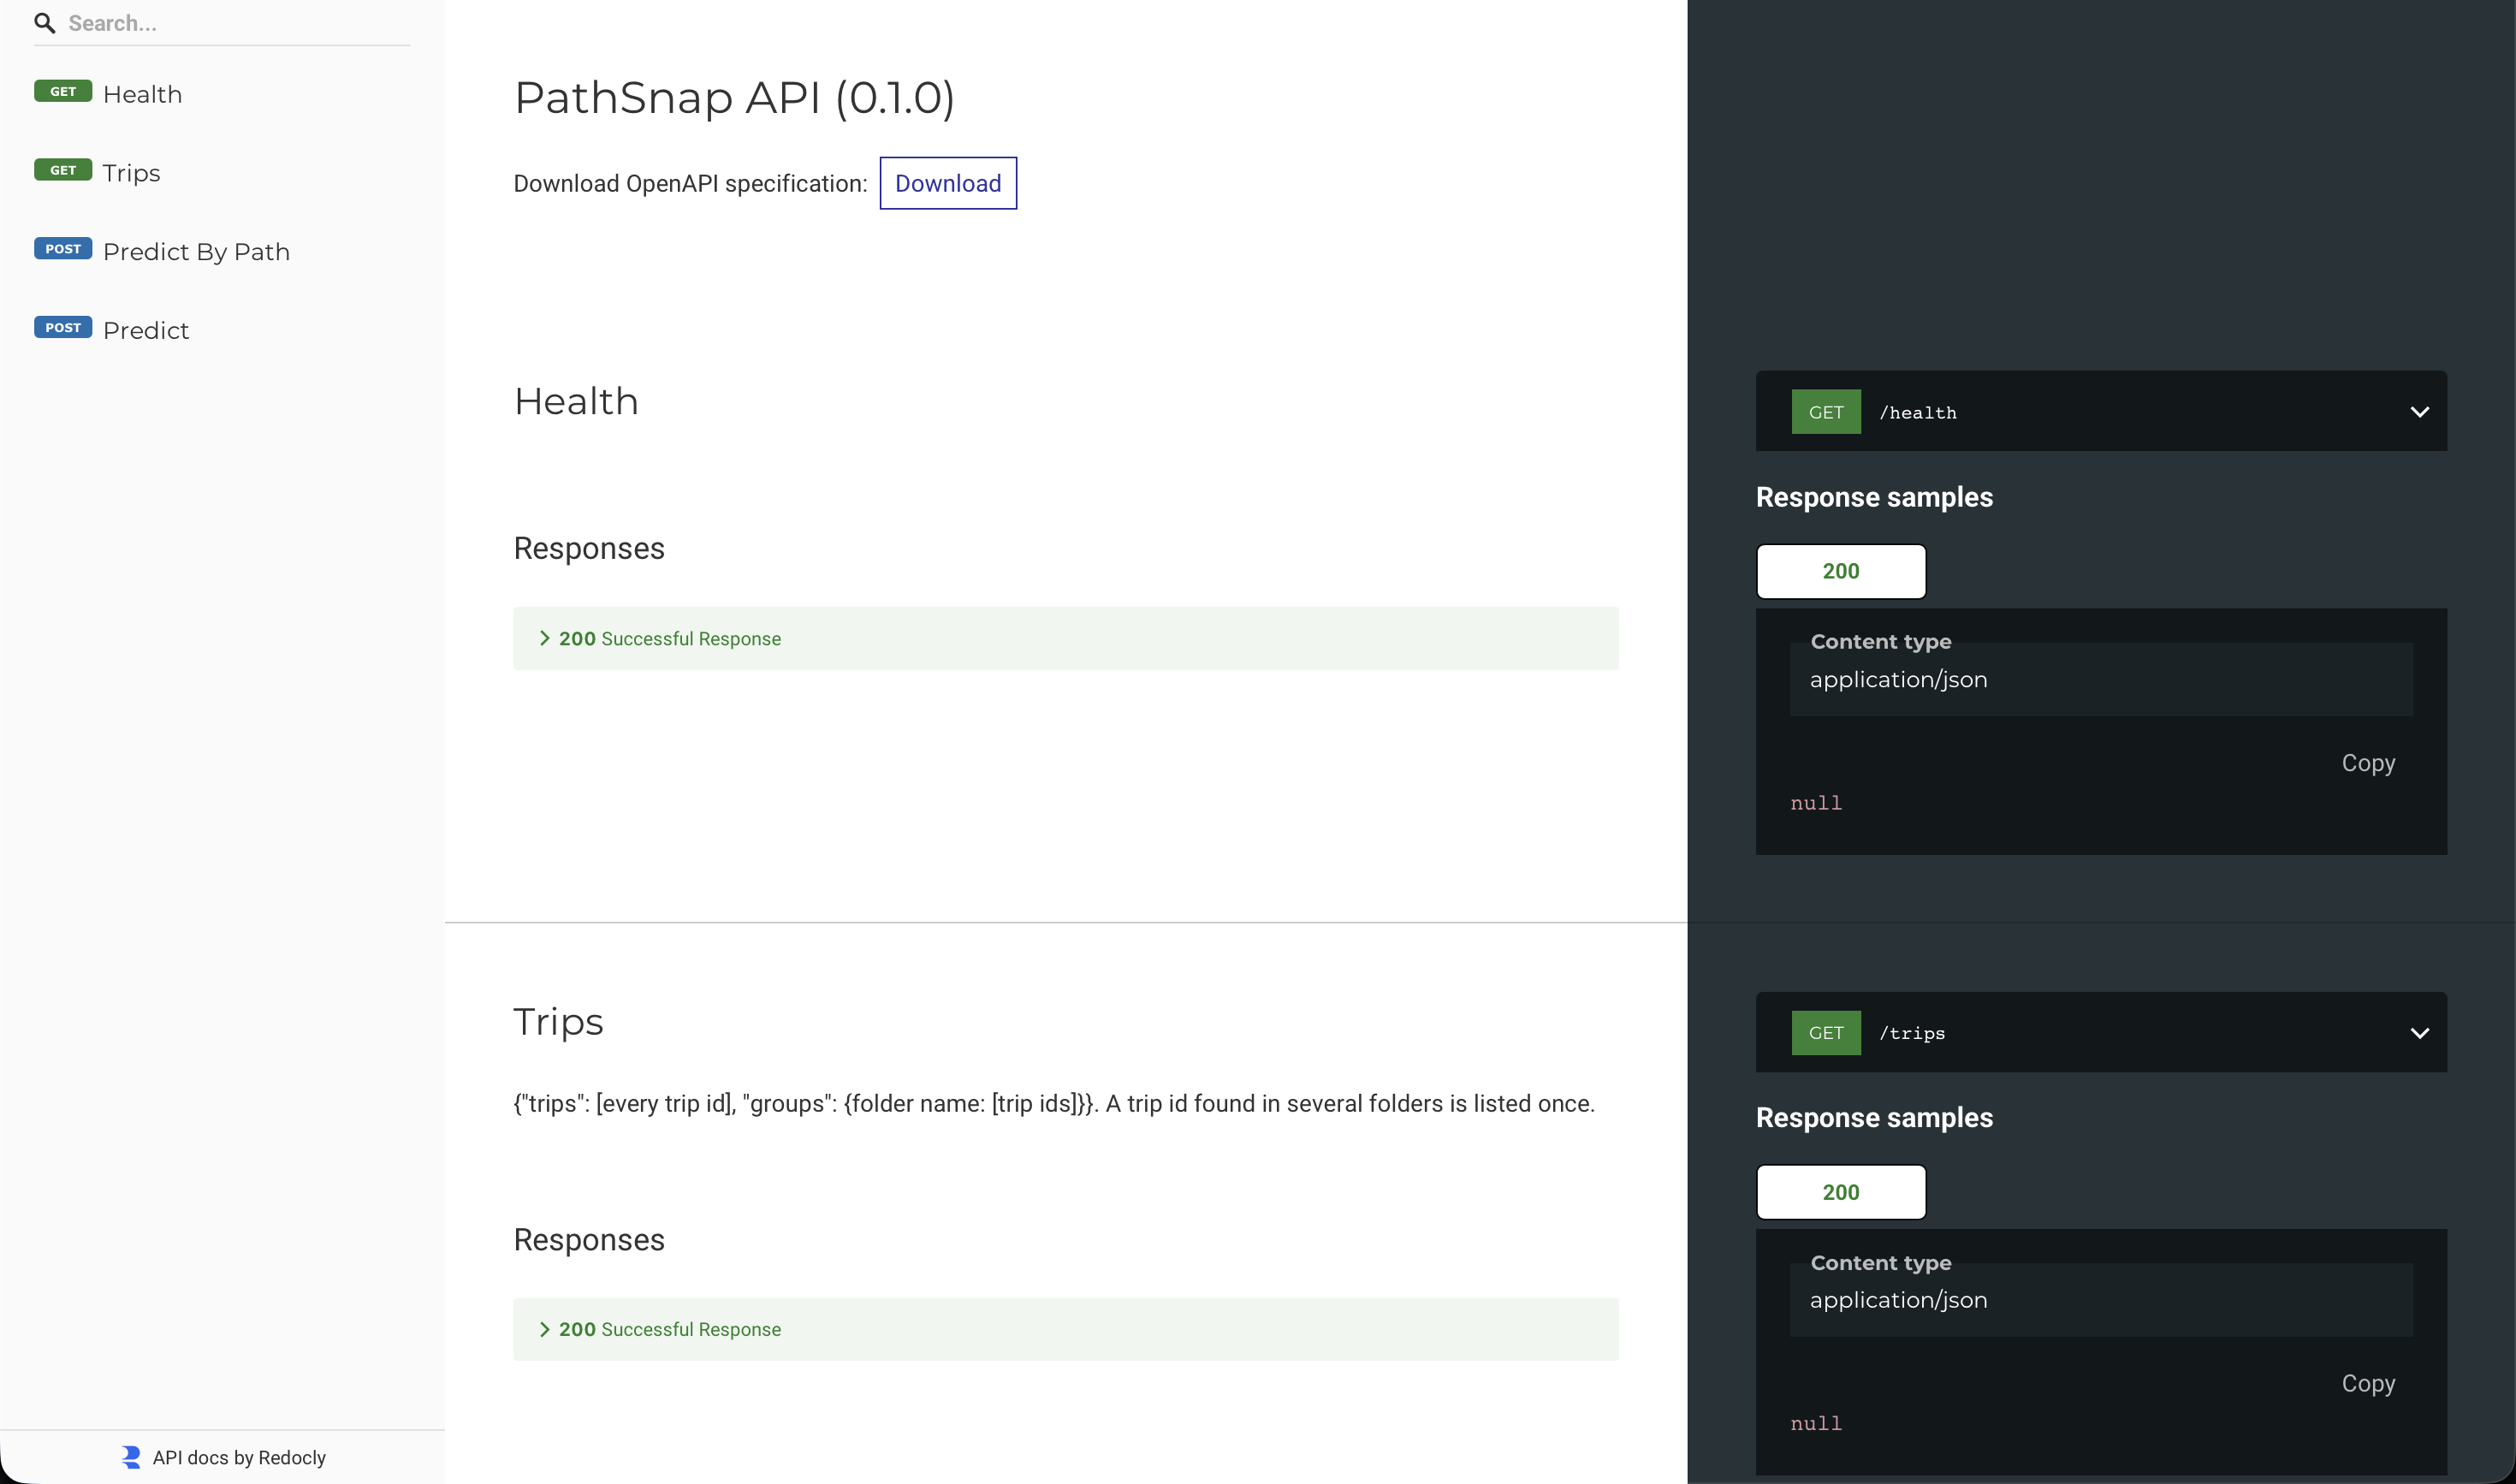 Search...
GET Health
GET Trips
POST Predict By Path
POST Predict
API docs by Redocly
PathSnap API (0.1.0)
Download OpenAPI specification: Download
Health
Responses
200 Successful Response
GET /health
Response samples
200
Content type
application/json
Copy
null
Trips
{"trips": [every trip id], "groups": {folder name: [trip ids]}}. A trip id found in several folders is listed once.
Responses
200 Successful Response
GET /trips
Response samples
200
Content type
application/json
Copy
null